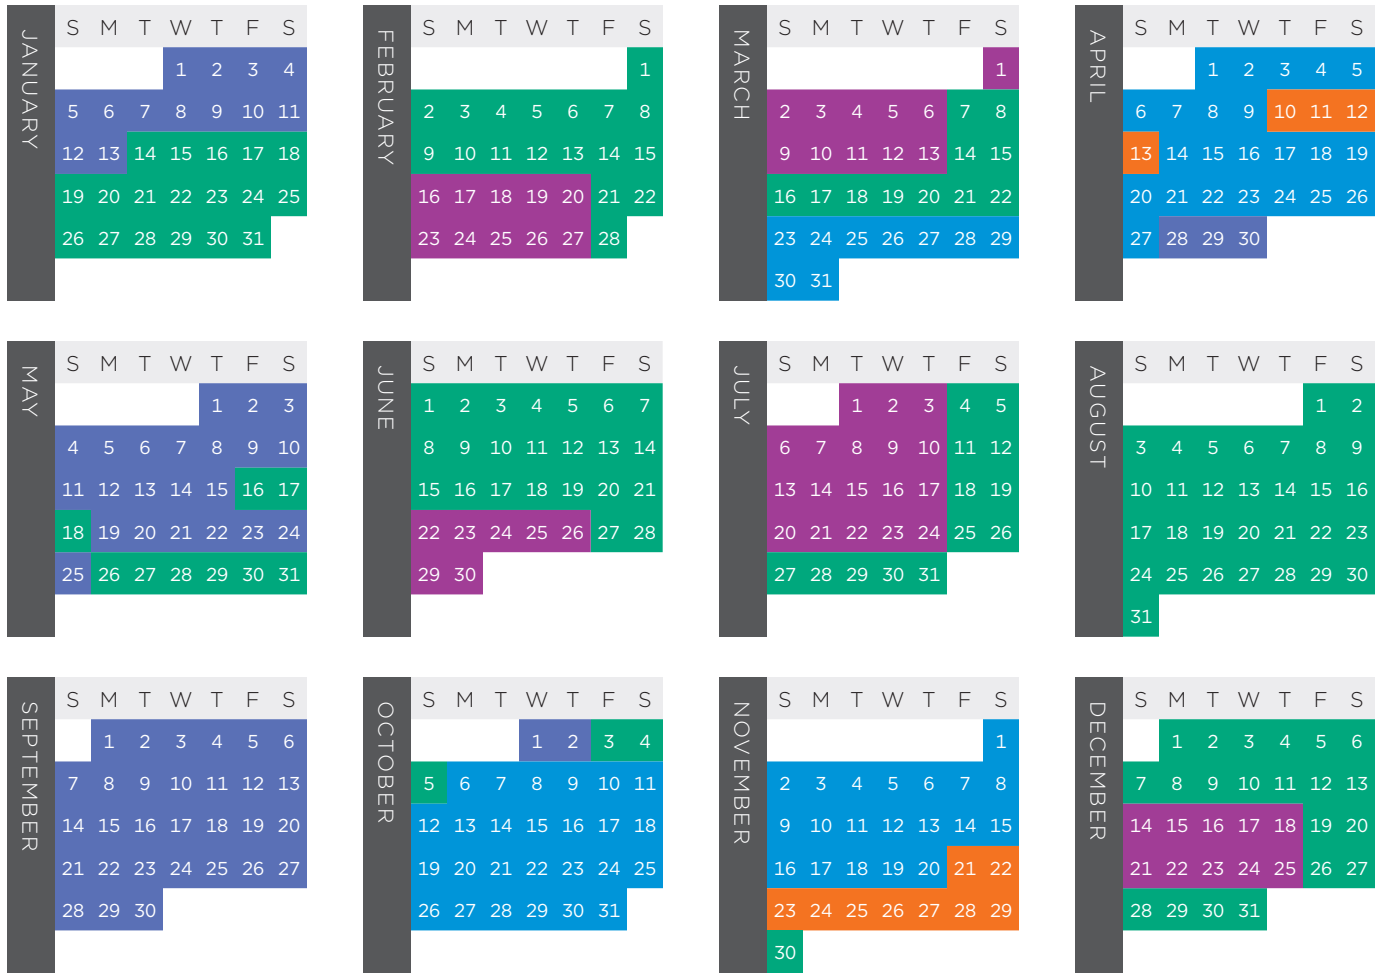 JANUARY
S M T W T F S
1 2 3 4
5 6 7 8 9 10 11
12 13 14 15 16 17 18
19 20 21 22 23 24 25
26 27 28 29 30 31
FEBRUARY
S M T W T F S
1
2 3 4 5 6 7 8
9 10 11 12 13 14 15
16 17 18 19 20 21 22
23 24 25 26 27 28
MARCH
S M T W T F S
1
2 3 4 5 6 7 8
9 10 11 12 13 14 15
16 17 18 19 20 21 22
23 24 25 26 27 28 29
30 31
APRIL
S M T W T F S
1 2 3 4 5
6 7 8 9 10 11 12
13 14 15 16 17 18 19
20 21 22 23 24 25 26
27 28 29 30
MAY
S M T W T F S
1 2 3
4 5 6 7 8 9 10
11 12 13 14 15 16 17
18 19 20 21 22 23 24
25 26 27 28 29 30 31
JUNE
S M T W T F S
1 2 3 4 5 6 7
8 9 10 11 12 13 14
15 16 17 18 19 20 21
22 23 24 25 26 27 28
29 30
JULY
S M T W T F S
1 2 3 4 5
6 7 8 9 10 11 12
13 14 15 16 17 18 19
20 21 22 23 24 25 26
27 28 29 30 31
AUGUST
S M T W T F S
1 2
3 4 5 6 7 8 9
10 11 12 13 14 15 16
17 18 19 20 21 22 23
24 25 26 27 28 29 30
31
SEPTEMBER
S M T W T F S
1 2 3 4 5 6
7 8 9 10 11 12 13
14 15 16 17 18 19 20
21 22 23 24 25 26 27
28 29 30
OCTOBER
S M T W T F S
1 2 3 4
5 6 7 8 9 10 11
12 13 14 15 16 17 18
19 20 21 22 23 24 25
26 27 28 29 30 31
NOVEMBER
S M T W T F S
1
2 3 4 5 6 7 8
9 10 11 12 13 14 15
16 17 18 19 20 21 22
23 24 25 26 27 28 29
30
DECEMBER
S M T W T F S
1 2 3 4 5 6
7 8 9 10 11 12 13
14 15 16 17 18 19 20
21 22 23 24 25 26 27
28 29 30 31